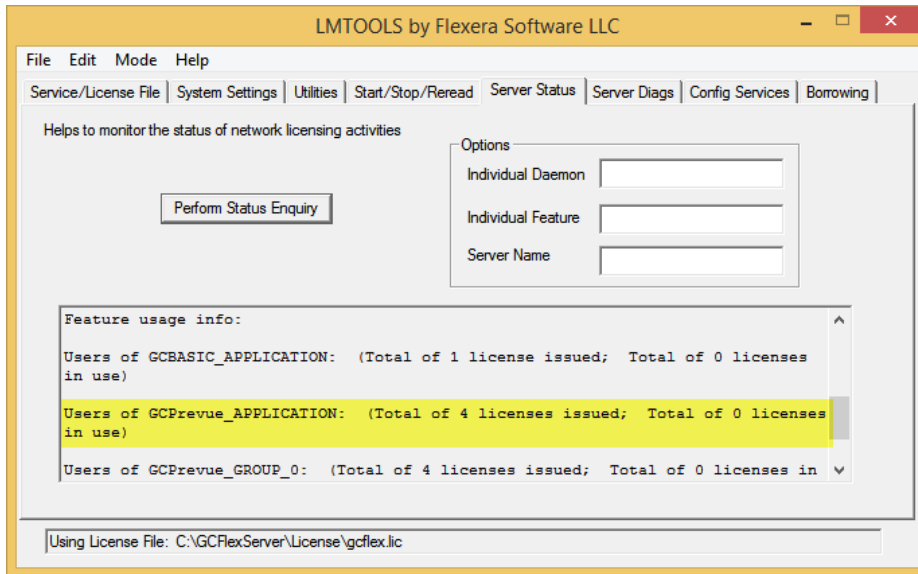 LMTOOLS by Flexera Software LLC
File Edit Mode Help
Service/License File System Settings Utilities Start/Stop/Reread Server Status Server Diags Config Services Borrowing
Helps to monitor the status of network licensing activities
Options
Individual Daemon
Perform Status Enquiry
Individual Feature
Server Name
Feature usage info:
Users of GCBASIC_APPLICATION: (Total of 1 license issued; Total of 0 licenses
in use)
Users of GCPrevue_APPLICATION: (Total of 4 licenses issued; Total of 0 licenses
in use)
Users of GCPrevue_GROUP_0: (Total of 4 licenses issued; Total of 0 licenses in
Using License File: C:\GCFlexServer\License\gcflex.lic